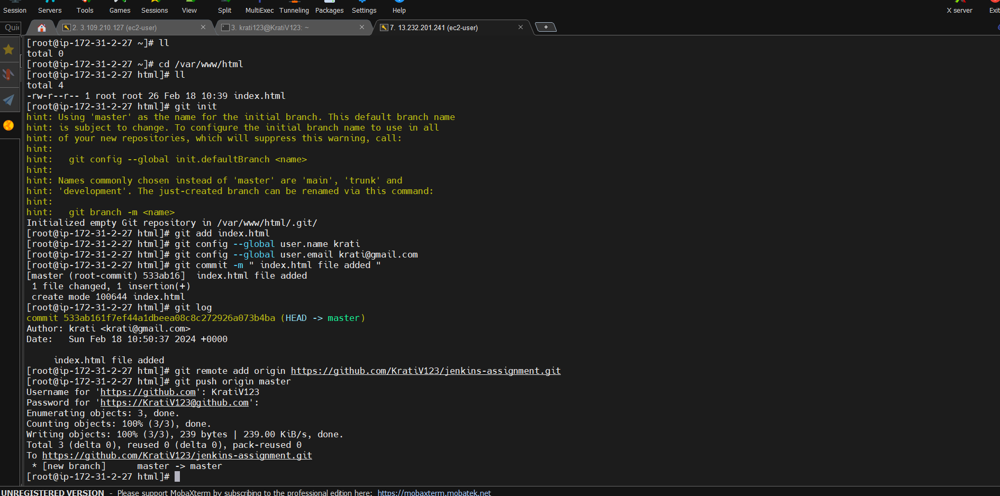 Session Servers Tools Games Sessions View Split MultiExec Tunneling Packages Settings Help X server Exit
Quic 2. 3.109.210.127 (ec2-user) 3. krati123@KratiV123: ~ 7. 13.232.201.241 (ec2-user)
[root@ip-172-31-2-27 ~]# ll
total 0
[root@ip-172-31-2-27 ~]# cd /var/www/html
[root@ip-172-31-2-27 html]# ll
total 4
-rw-r--r-- 1 root root 26 Feb 18 10:39 index.html
[root@ip-172-31-2-27 html]# git init
hint: Using 'master' as the name for the initial branch. This default branch name
hint: is subject to change. To configure the initial branch name to use in all
hint: of your new repositories, which will suppress this warning, call:
hint:
hint:   git config --global init.defaultBranch <name>
hint:
hint: Names commonly chosen instead of 'master' are 'main', 'trunk' and
hint: 'development'. The just-created branch can be renamed via this command:
hint:
hint:   git branch -m <name>
Initialized empty Git repository in /var/www/html/.git/
[root@ip-172-31-2-27 html]# git add index.html
[root@ip-172-31-2-27 html]# git config --global user.name krati
[root@ip-172-31-2-27 html]# git config --global user.email krati@gmail.com
[root@ip-172-31-2-27 html]# git commit -m " index.html file added "
[master (root-commit) 533ab16]  index.html file added
 1 file changed, 1 insertion(+)
 create mode 100644 index.html
[root@ip-172-31-2-27 html]# git log
commit 533ab161f7ef44a1dbeea08c8c272926a073b4ba (HEAD -> master)
Author: krati <krati@gmail.com>
Date:   Sun Feb 18 10:50:37 2024 +0000
     index.html file added
[root@ip-172-31-2-27 html]# git remote add origin https://github.com/KratiV123/jenkins-assignment.git
[root@ip-172-31-2-27 html]# git push origin master
Username for 'https://github.com': KratiV123
Password for 'https://KratiV123@github.com':
Enumerating objects: 3, done.
Counting objects: 100% (3/3), done.
Writing objects: 100% (3/3), 239 bytes | 239.00 KiB/s, done.
Total 3 (delta 0), reused 0 (delta 0), pack-reused 0
To https://github.com/KratiV123/jenkins-assignment.git
 * [new branch]      master -> master
[root@ip-172-31-2-27 html]#
UNREGISTERED VERSION - Please support MobaXterm by subscribing to the professional edition here: https://mobaxterm.mobatek.net